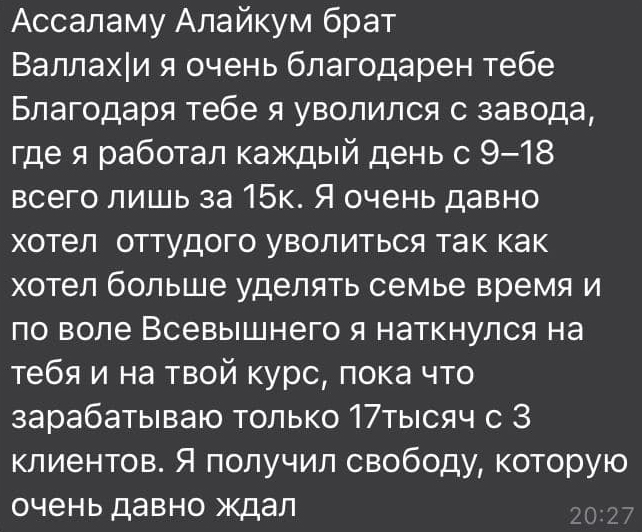 Ассаламу Алайкум брат
Валлах|и я очень благодарен тебе
Благодаря тебе я уволился с завода,
где я работал каждый день с 9–18
всего лишь за 15к. Я очень давно
хотел  оттудого уволиться так как
хотел больше уделять семье время и
по воле Всевышнего я наткнулся на
тебя и на твой курс, пока что
зарабатываю только 17тысяч с 3
клиентов. Я получил свободу, которую
очень давно ждал
20:27